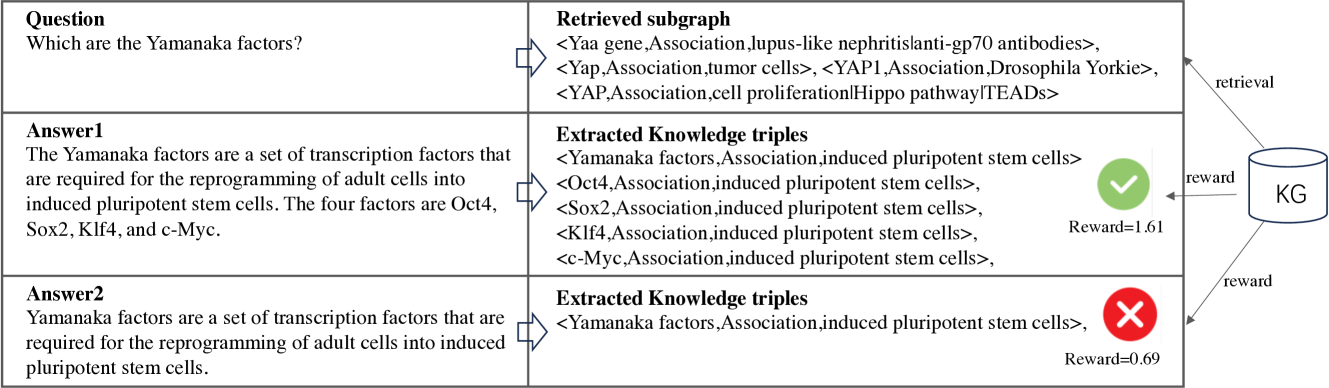 Question
Which are the Yamanaka factors?
Retrieved subgraph
<Yaa gene,Association,lupus-like nephritis|anti-gp70 antibodies>,
<Yap,Association,tumor cells>, <YAP1,Association,Drosophila Yorkie>,
<YAP,Association,cell proliferation|Hippo pathway|TEADs>
retrieval
Answer1
The Yamanaka factors are a set of transcription factors that
are required for the reprogramming of adult cells into
induced pluripotent stem cells. The four factors are Oct4,
Sox2, Klf4, and c-Myc.
Extracted Knowledge triples
<Yamanaka factors,Association,induced pluripotent stem cells>
<Oct4,Association,induced pluripotent stem cells>,
<Sox2,Association,induced pluripotent stem cells>,
<Klf4,Association,induced pluripotent stem cells>,
<c-Myc,Association,induced pluripotent stem cells>,
Reward=1.61
reward
KG
Answer2
Yamanaka factors are a set of transcription factors that are
required for the reprogramming of adult cells into induced
pluripotent stem cells.
Extracted Knowledge triples
<Yamanaka factors,Association,induced pluripotent stem cells>,
Reward=0.69
reward